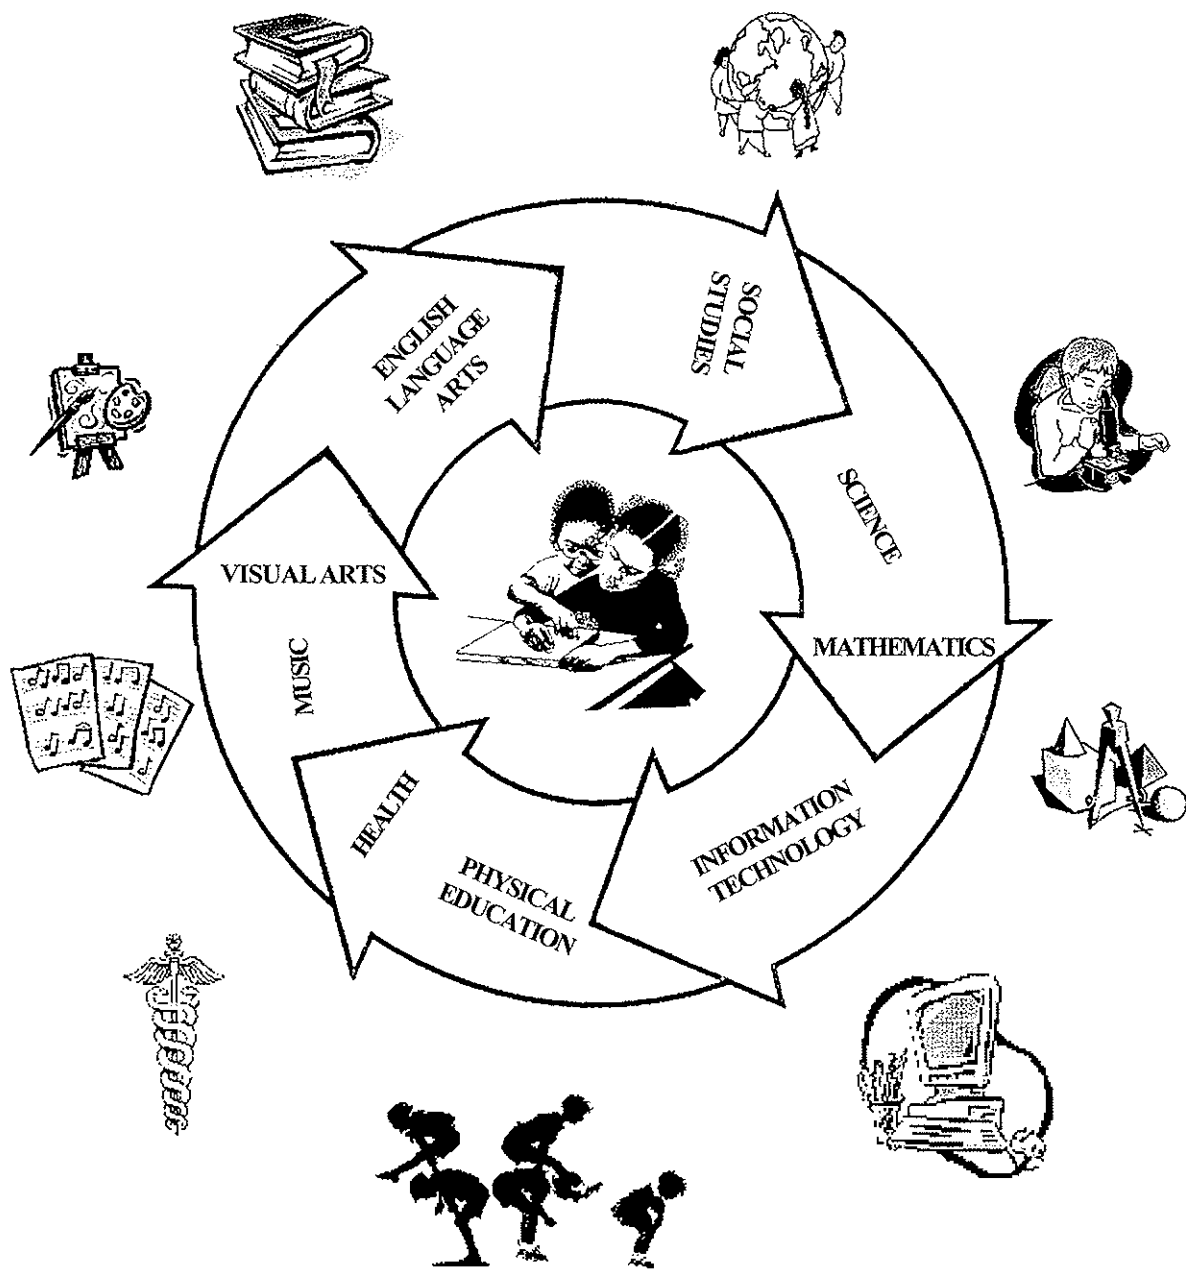 ENGLISH
LANGUAGE
ARTS
SOCIAL
STUDIES
SCIENCE
MATHEMATICS
INFORMATION
TECHNOLOGY
PHYSICAL
EDUCATION
HEALTH
MUSIC
VISUAL ARTS